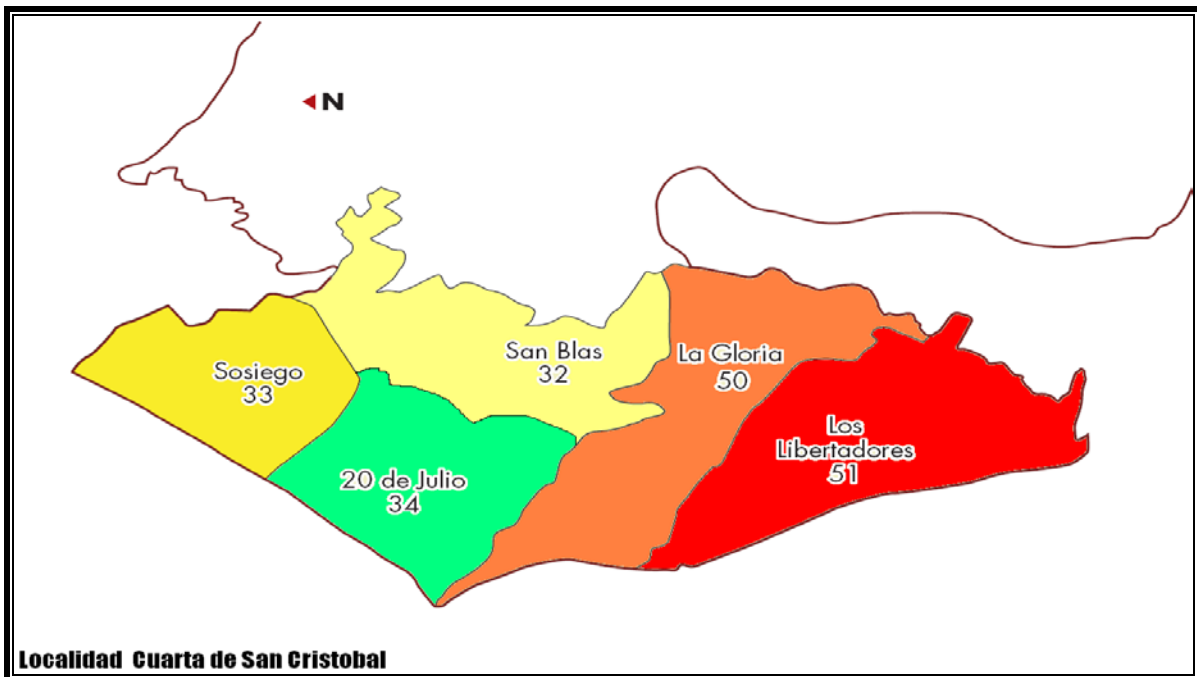 N
San Blas
32
La Gloria
50
Sosiego
33
Los
Libertadores
51
20 de Julio
34
Localidad Cuarta de San Cristobal